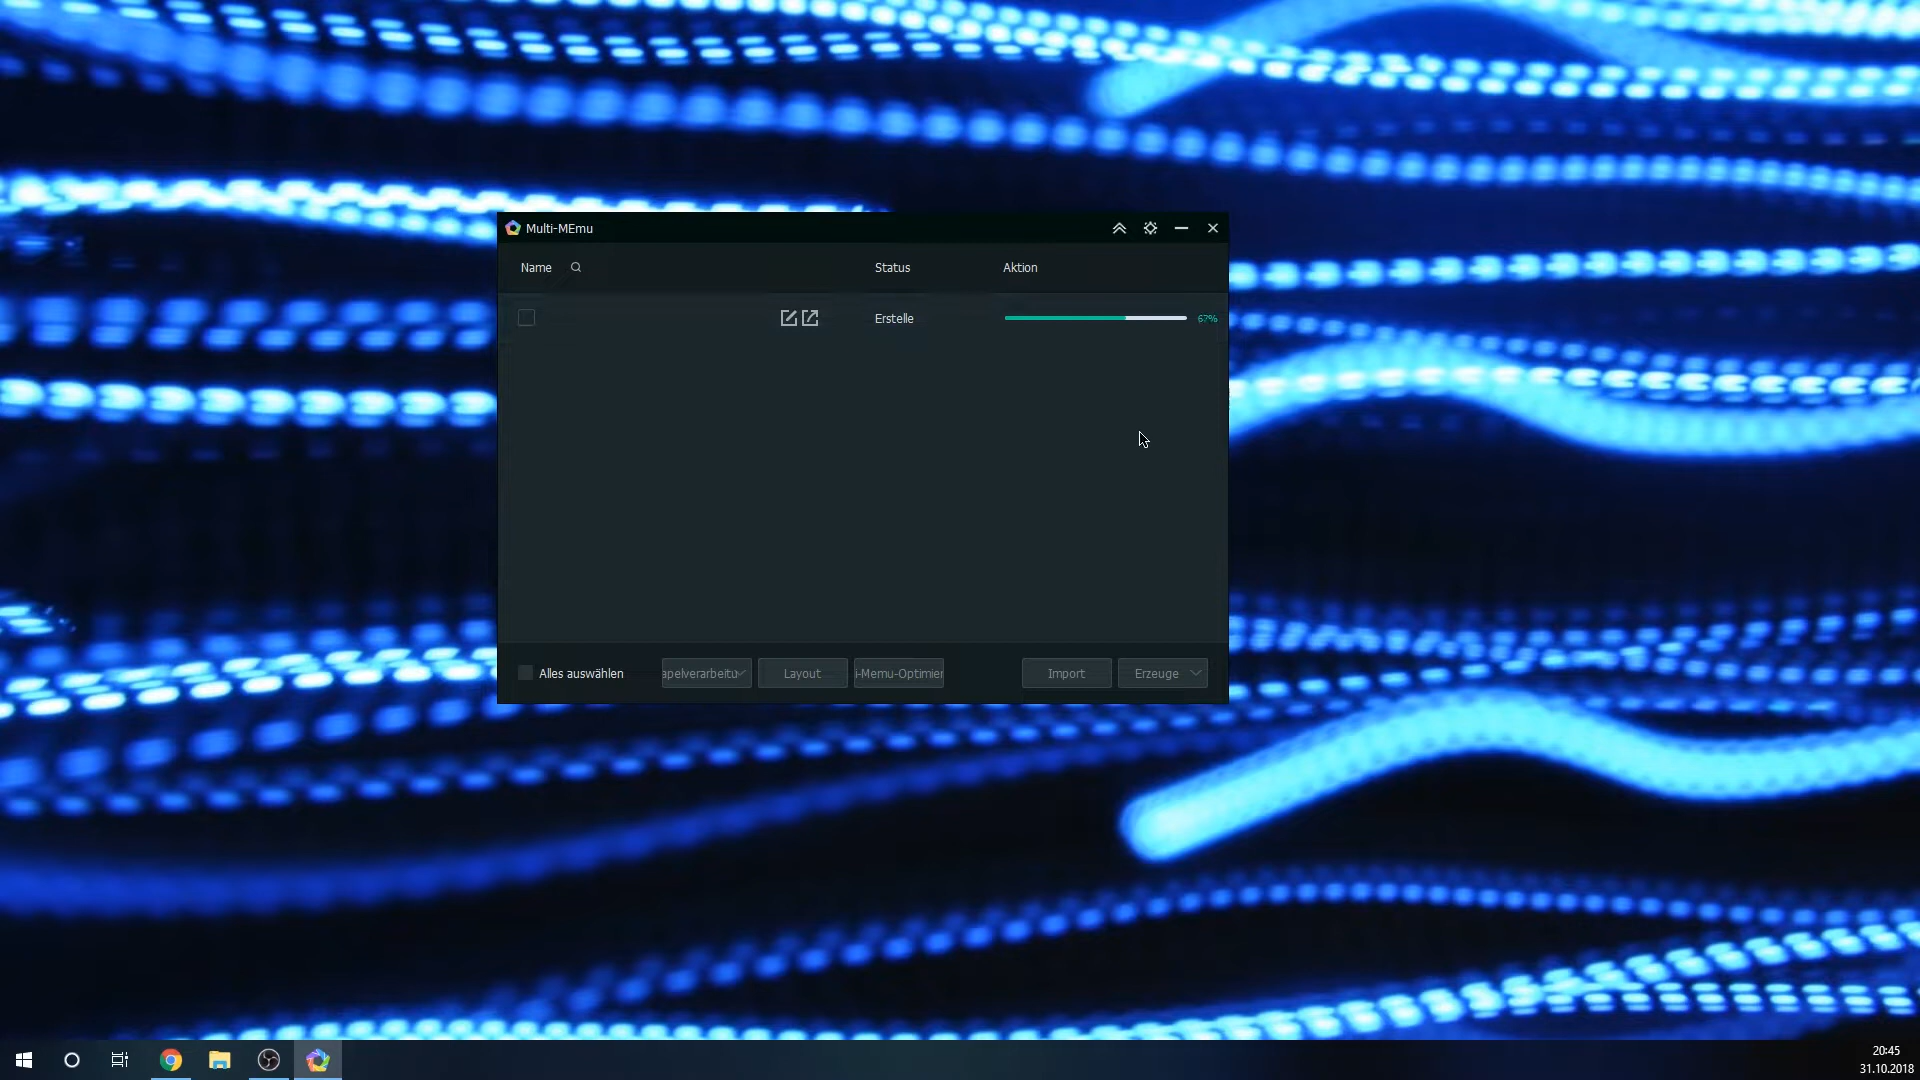 Multi-MEmu
Name Status Aktion
Erstelle 67%
Alles auswählen apelverarbeitu Layout i-Memu-Optimier Import Erzeuge
20:45
31.10.2018